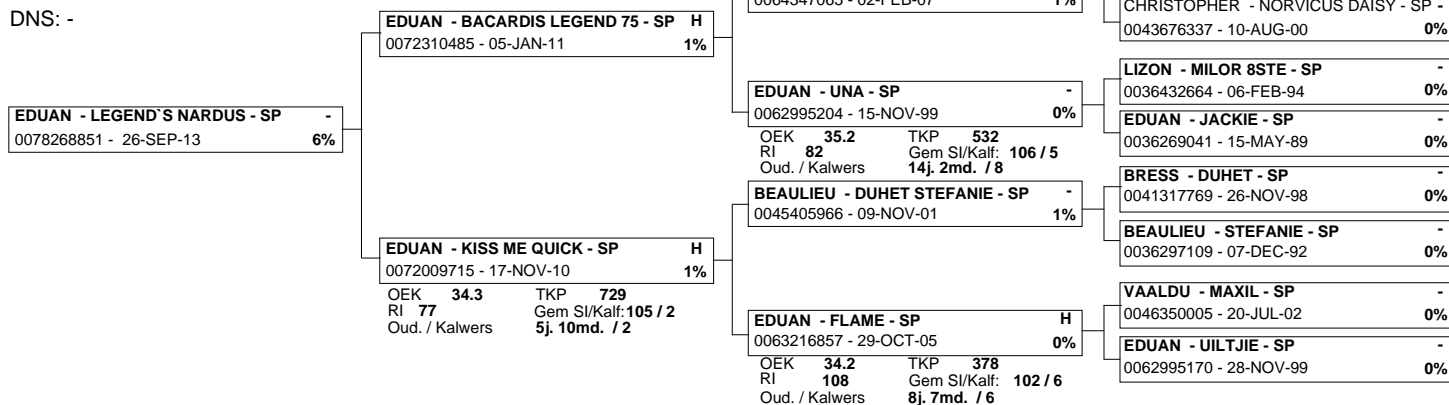 DNS: -
EDUAN - LEGEND`S NARDUS - SP -
0078268851 - 26-SEP-13 6%
EDUAN - BACARDIS LEGEND 75 - SP H
0072310485 - 05-JAN-11 1%
EDUAN - KISS ME QUICK - SP H
0072009715 - 17-NOV-10 1%
OEK 34.3 TKP 729
RI 77 Gem SI/Kalf: 105 / 2
Oud. / Kalwers 5j. 10md. / 2
0064347065 - 02-FEB-07 1%
EDUAN - UNA - SP -
0062995204 - 15-NOV-99 0%
OEK 35.2 TKP 532
RI 82 Gem SI/Kalf: 106 / 5
Oud. / Kalwers 14j. 2md. / 8
BEAULIEU - DUHET STEFANIE - SP -
0045405966 - 09-NOV-01 1%
EDUAN - FLAME - SP H
0063216857 - 29-OCT-05 0%
OEK 34.2 TKP 378
RI 108 Gem SI/Kalf: 102 / 6
Oud. / Kalwers 8j. 7md. / 6
CHRISTOPHER - NORVICUS DAISY - SP -
0043676337 - 10-AUG-00 0%
LIZON - MILOR 8STE - SP -
0036432664 - 06-FEB-94 0%
EDUAN - JACKIE - SP -
0036269041 - 15-MAY-89 0%
BRESS - DUHET - SP -
0041317769 - 26-NOV-98 0%
BEAULIEU - STEFANIE - SP -
0036297109 - 07-DEC-92 0%
VAALDU - MAXIL - SP -
0046350005 - 20-JUL-02 0%
EDUAN - UILTJIE - SP -
0062995170 - 28-NOV-99 0%